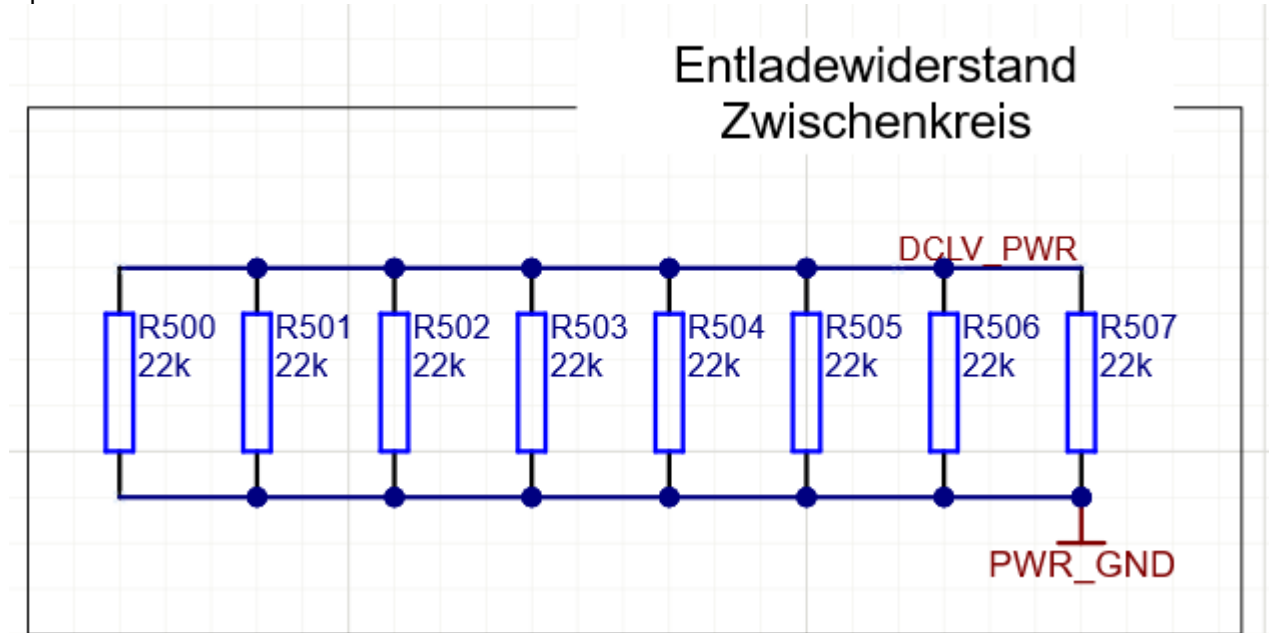 Entladewiderstand
Zwischenkreis
DCLV_PWR
R500
22k
R501
22k
R502
22k
R503
22k
R504
22k
R505
22k
R506
22k
R507
22k
PWR_GND